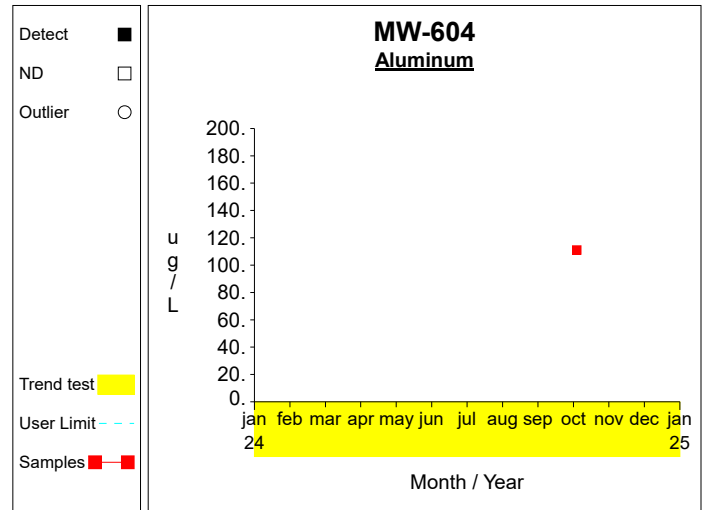 Detect
ND
Outlier
Trend test
User Limit
Samples
MW-604
Aluminum
200.
180.
160.
140.
120.
100.
80.
60.
40.
20.
0.
ug/L
jan feb mar apr may jun jul aug sep oct nov dec jan
24 25
Month / Year